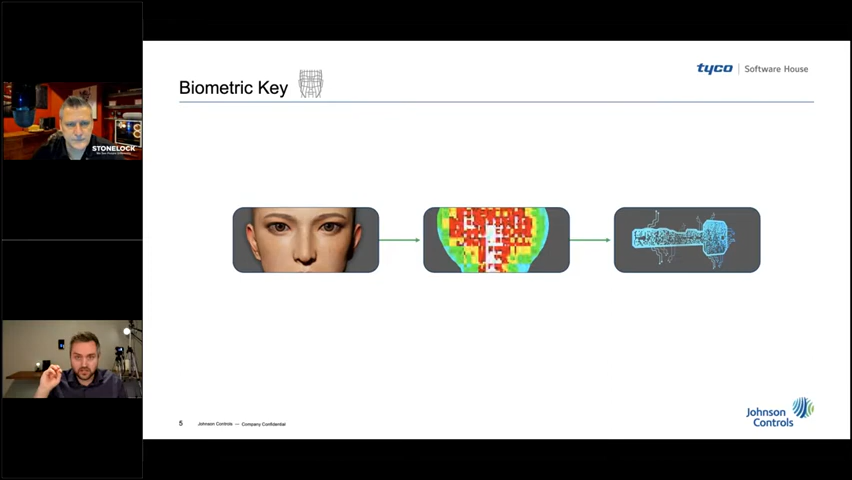 tyco | Software House
Biometric Key
STONELOCK
5 Johnson Controls — Company Confidential
Johnson
Controls